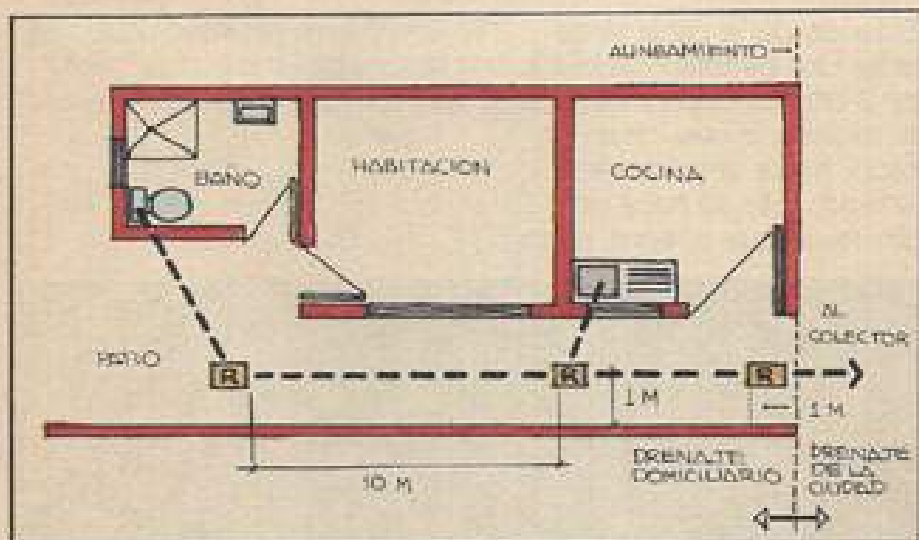 ALINEAMIENTO
BAÑO
HABITACION
COCINA
AL
COLECTOR
PATIO
R
R
R
1 M
1 M
10 M
DRENAJE
DOMICILIARIO
DRENAJE
DE LA
CIUDAD